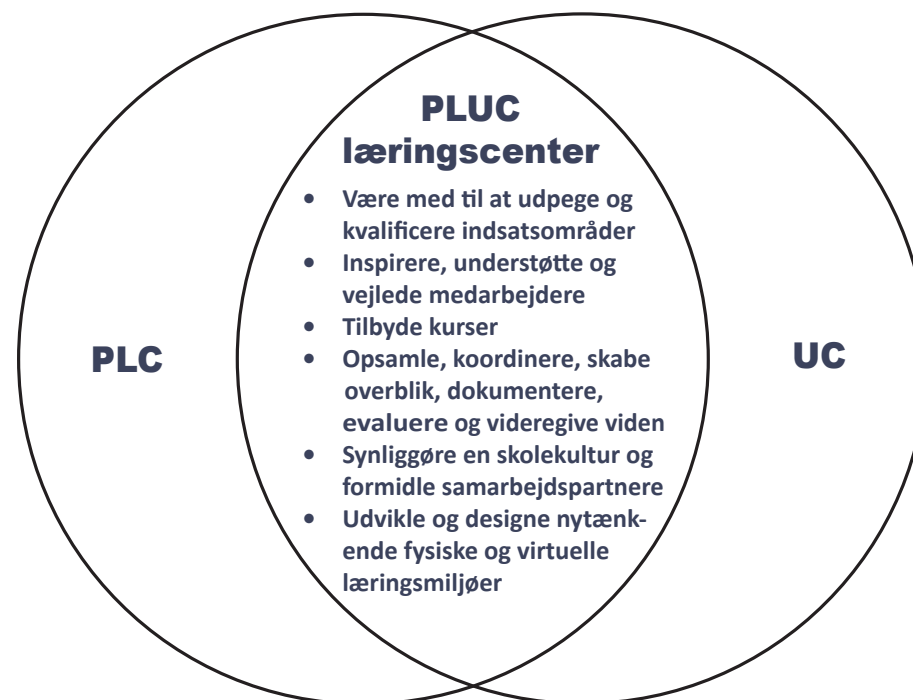 PLUC
læringscenter
• Være med til at udpege og
kvalificere indsatsområder
• Inspirere, understøtte og
vejlede medarbejdere
• Tilbyde kurser
• Opsamle, koordinere, skabe
overblik, dokumentere,
evaluere og videregive viden
• Synliggøre en skolekultur og
formidle samarbejdspartnere
• Udvikle og designe nytænk-
ende fysiske og virtuelle
læringsmiljøer
PLC
UC